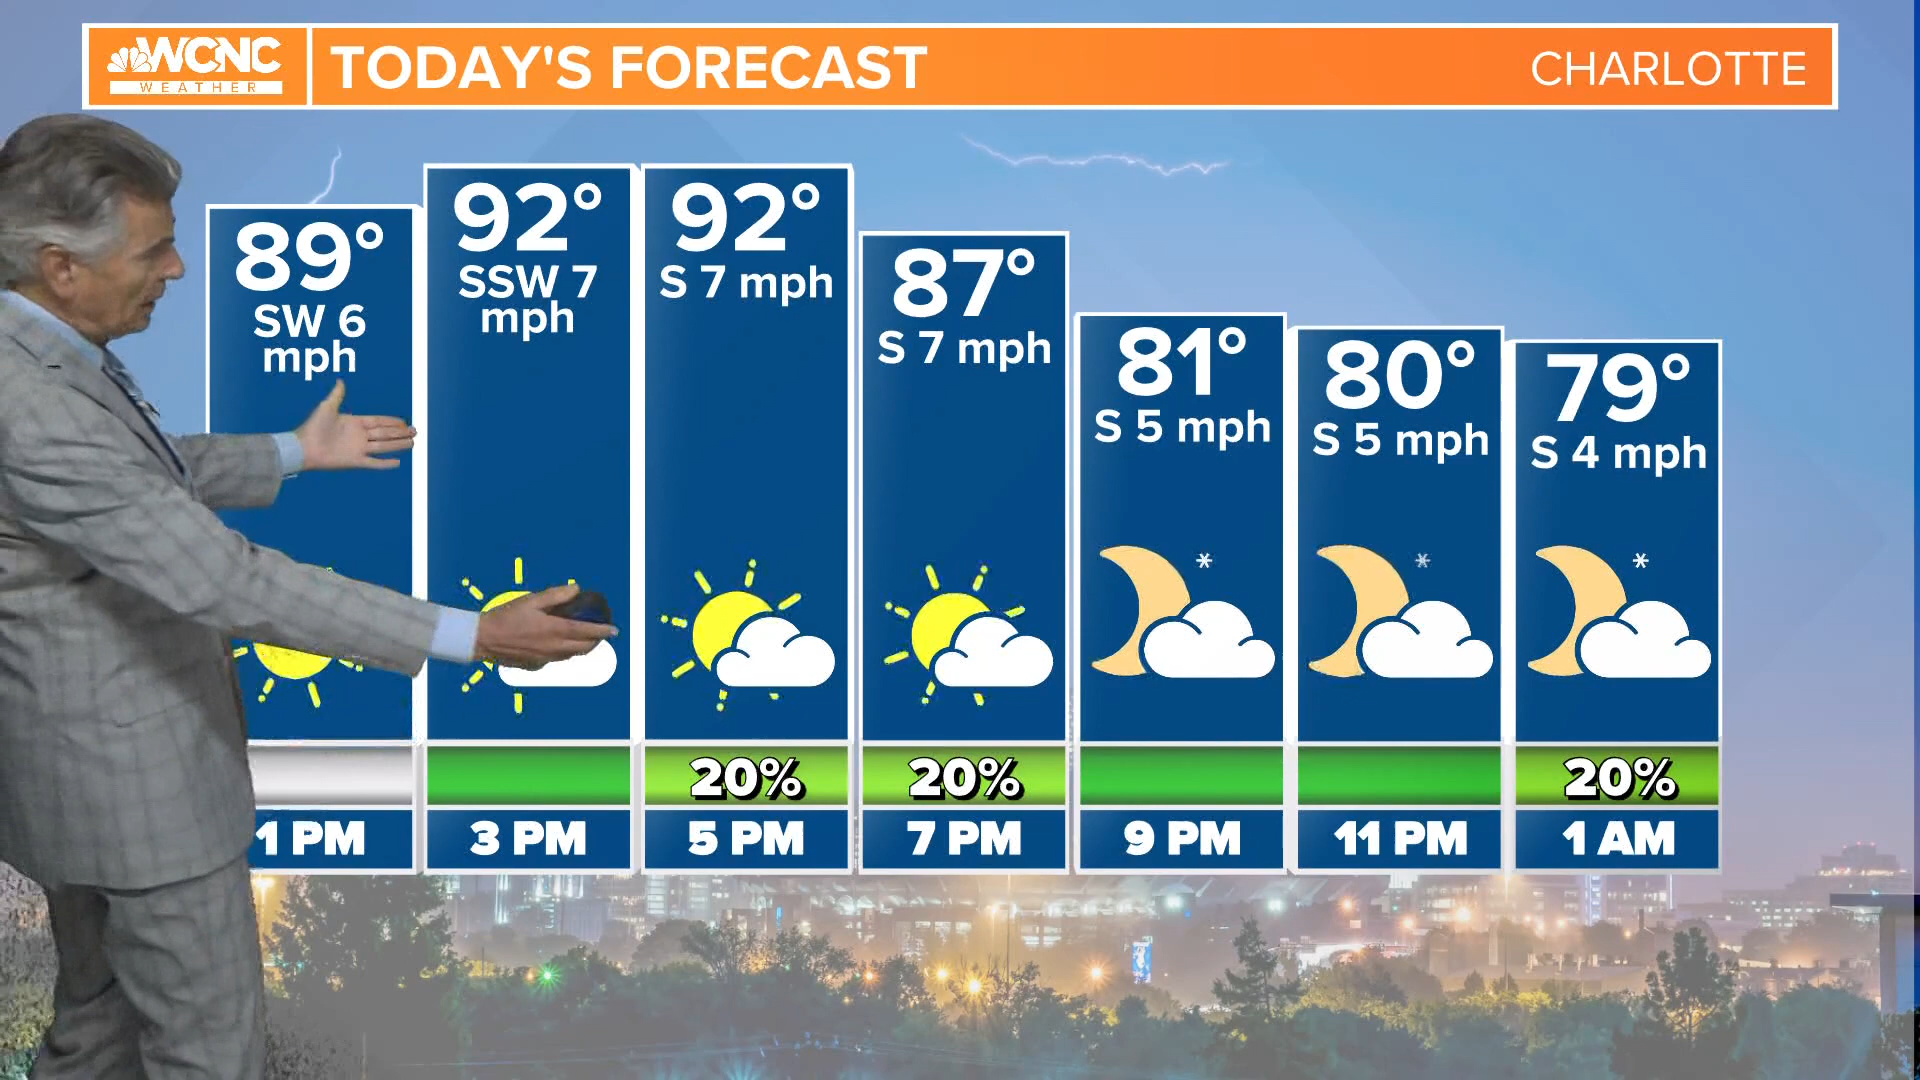 WCNC
WEATHER
TODAY'S FORECAST
CHARLOTTE
89°
SW 6
mph
1 PM
92°
SSW 7
mph
3 PM
92°
S 7 mph
20%
5 PM
87°
S 7 mph
20%
7 PM
81°
S 5 mph
9 PM
80°
S 5 mph
11 PM
79°
S 4 mph
20%
1 AM